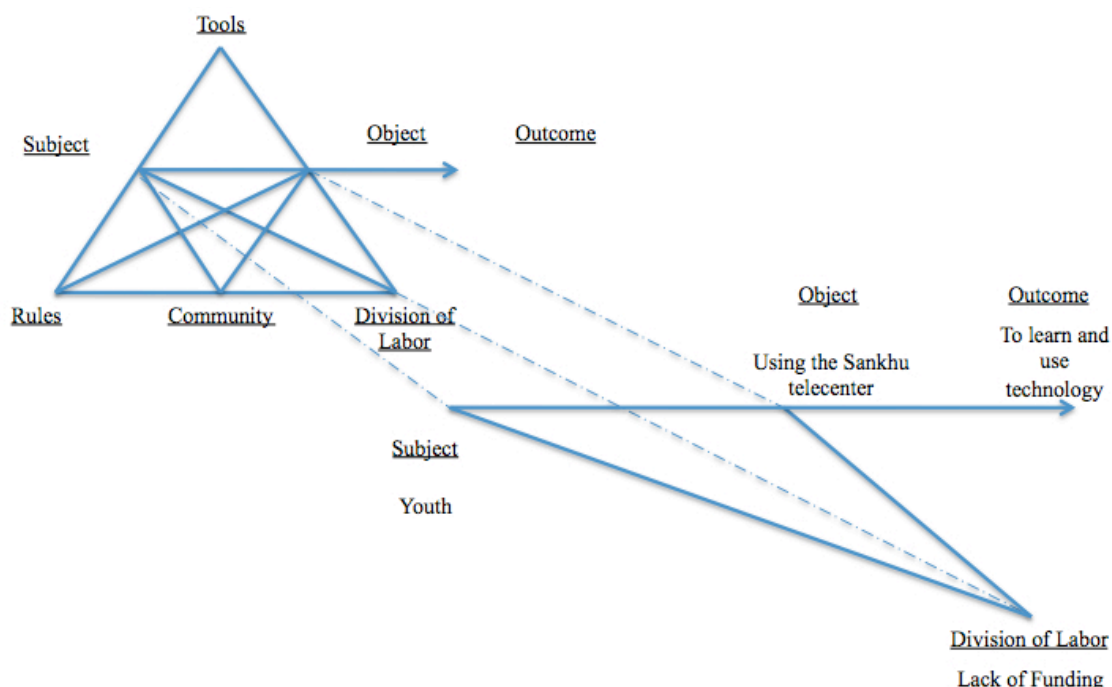 Tools
Subject
Object
Outcome
Rules
Community
Division of
Labor
Object
Outcome
Using the Sankhu
telecenter
To learn and
use
technology
Subject
Youth
Division of Labor
Lack of Funding